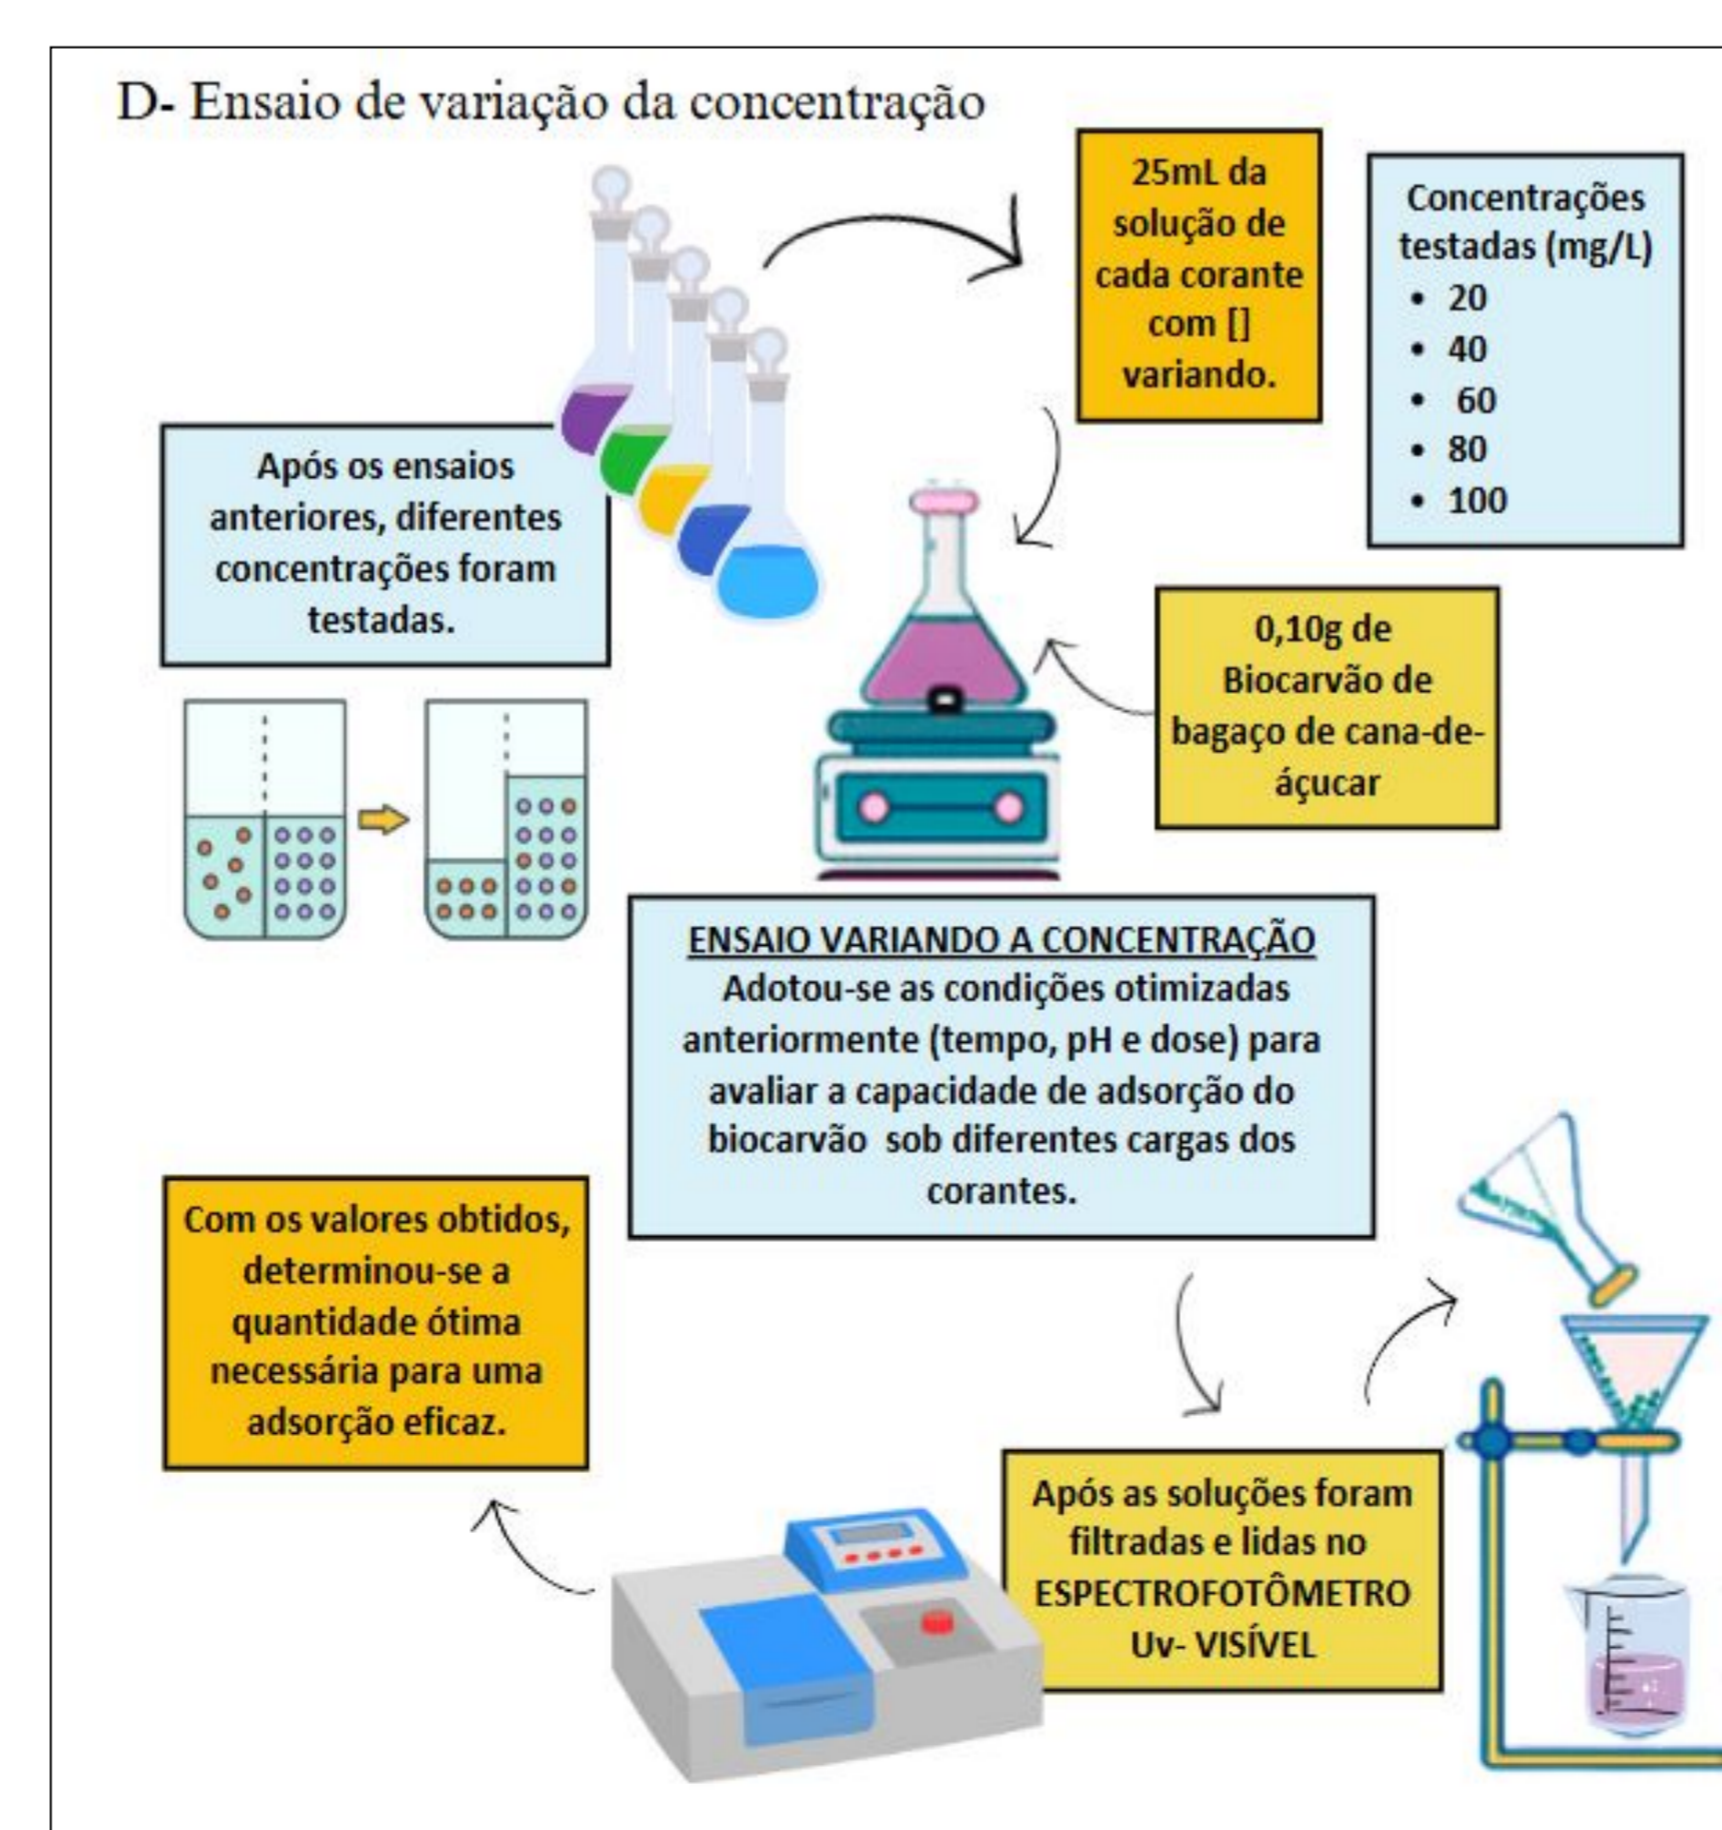 D- Ensaio de variação da concentração
25mL da
solução de
cada corante
com []
variando.
Concentrações
testadas (mg/L)
• 20
• 40
• 60
• 80
• 100
Após os ensaios
anteriores, diferentes
concentrações foram
testadas.
0,10g de
Biocarvão de
bagaço de cana-de-
áçucar
ENSAIO VARIANDO A CONCENTRAÇÃO
Adotou-se as condições otimizadas
anteriormente (tempo, pH e dose) para
avaliar a capacidade de adsorção do
biocarvão sob diferentes cargas dos
corantes.
Com os valores obtidos,
determinou-se a
quantidade ótima
necessária para uma
adsorção eficaz.
Após as soluções foram
filtradas e lidas no
ESPECTROFOTÔMETRO
Uv- VISÍVEL